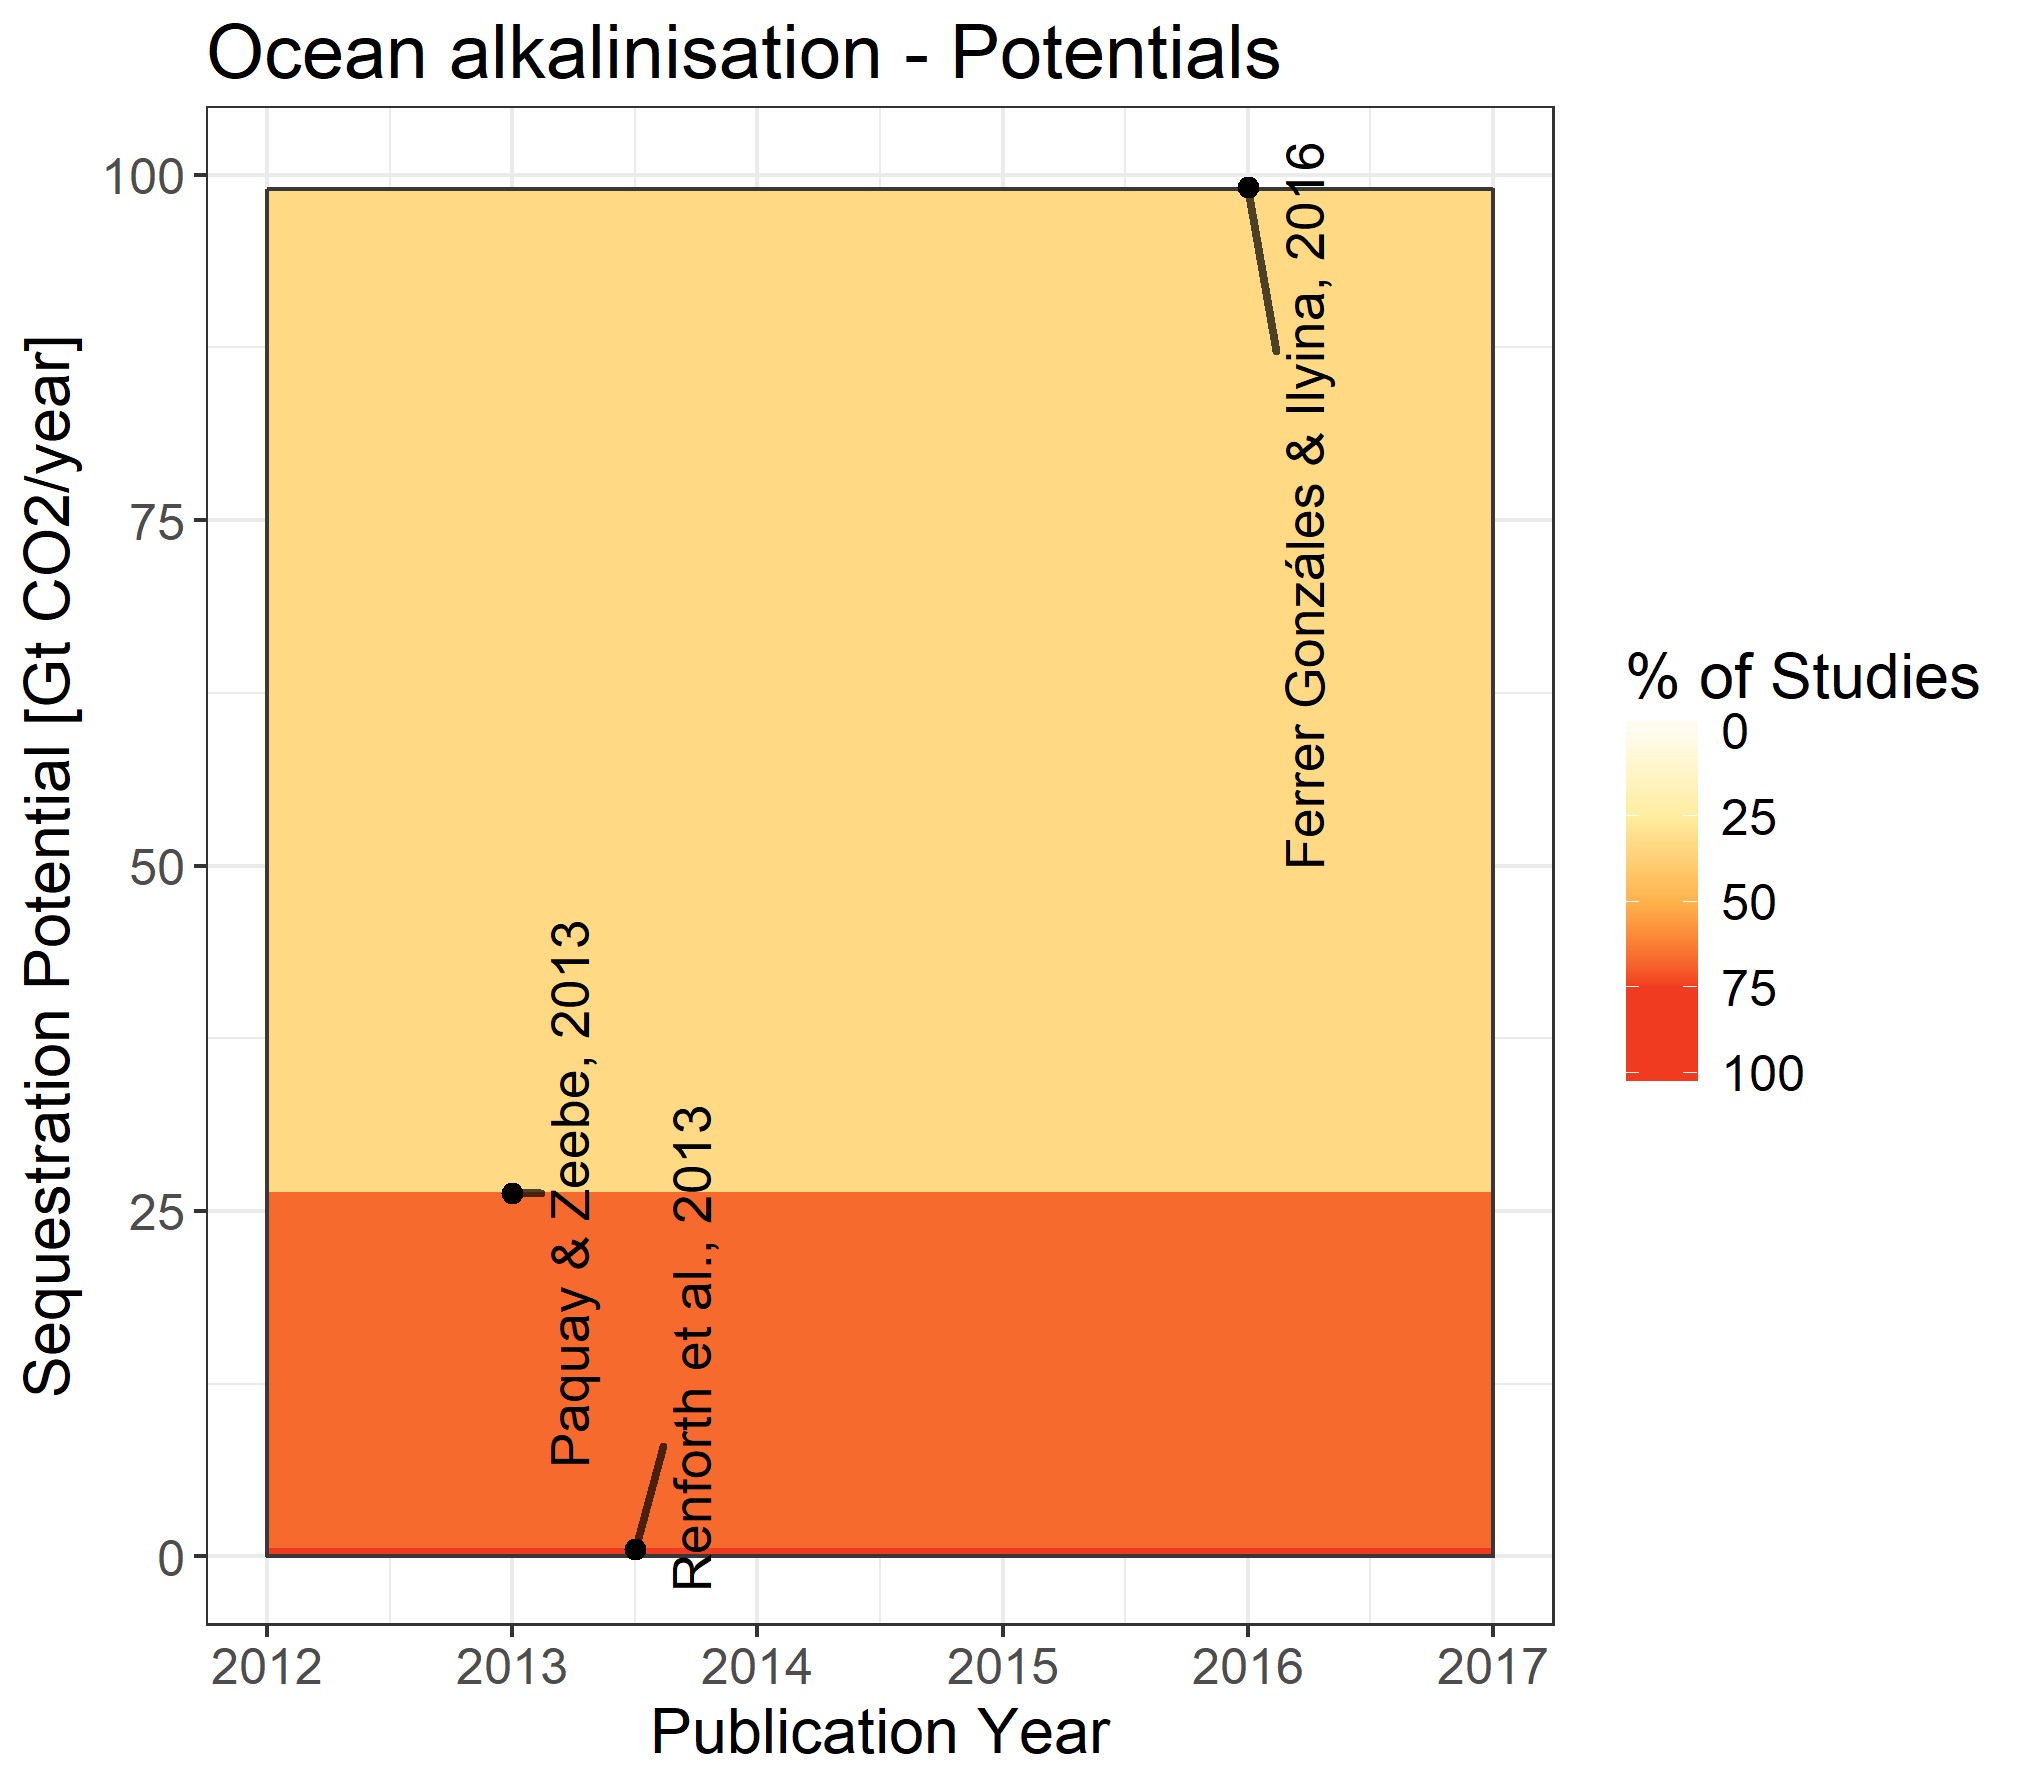 Ocean alkalinisation - Potentials
Sequestration Potential [Gt CO2/year]
100
75
50
25
0
Ferrer Gonzáles & Ilyina, 2016
Paquay & Zeebe, 2013
Renforth et al., 2013
2012 2013 2014 2015 2016 2017
Publication Year
% of Studies
0
25
50
75
100